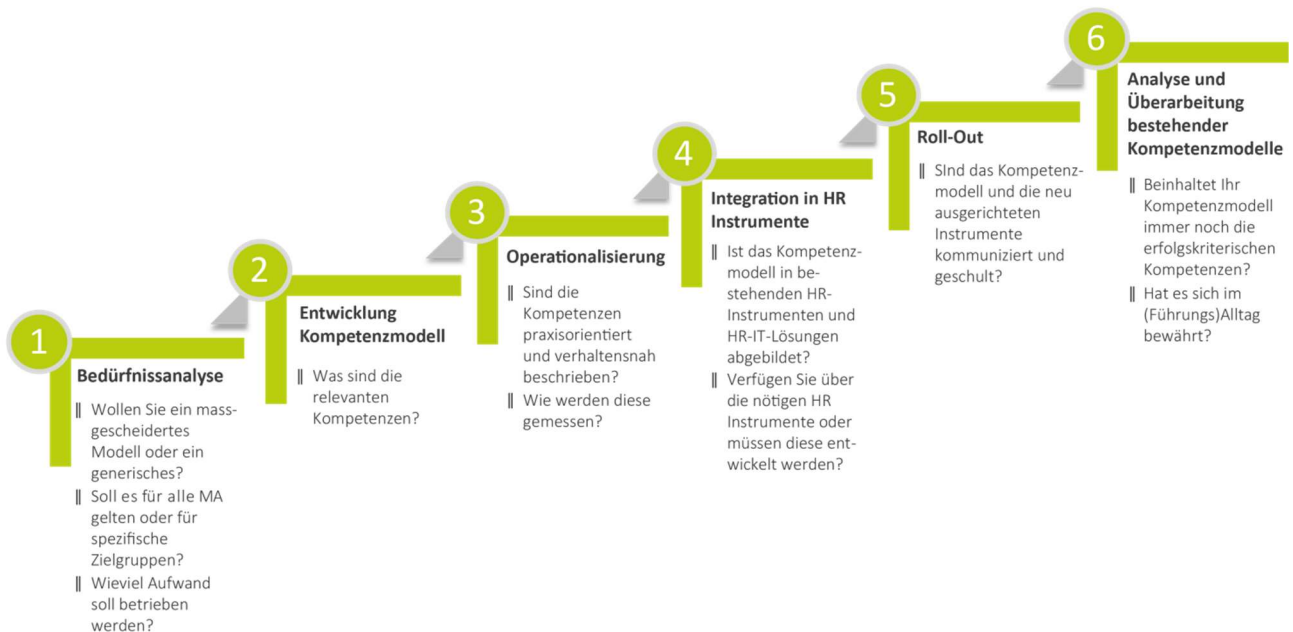 1
Bedürfnissanalyse
‖ Wollen Sie ein mass-
gescheidertes
Modell oder ein
generisches?
‖ Soll es für alle MA
gelten oder für
spezifische
Zielgruppen?
‖ Wieviel Aufwand
soll betrieben
werden?
2
Entwicklung
Kompetenzmodell
‖ Was sind die
relevanten
Kompetenzen?
3
Operationalisierung
‖ Sind die
Kompetenzen
praxisorientiert
und verhaltensnah
beschrieben?
‖ Wie werden diese
gemessen?
4
Integration in HR
Instrumente
‖ Ist das Kompetenz-
modell in be-
stehenden HR-
Instrumenten und
HR-IT-Lösungen
abgebildet?
‖ Verfügen Sie über
die nötigen HR
Instrumente oder
müssen diese ent-
wickelt werden?
5
Roll-Out
‖ SInd das Kompetenz-
modell und die neu
ausgerichteten
Instrumente
kommuniziert und
geschult?
6
Analyse und
Überarbeitung
bestehender
Kompetenzmodelle
‖ Beinhaltet Ihr
Kompetenzmodell
immer noch die
erfolgskriterischen
Kompetenzen?
‖ Hat es sich im
(Führungs)Alltag
bewährt?